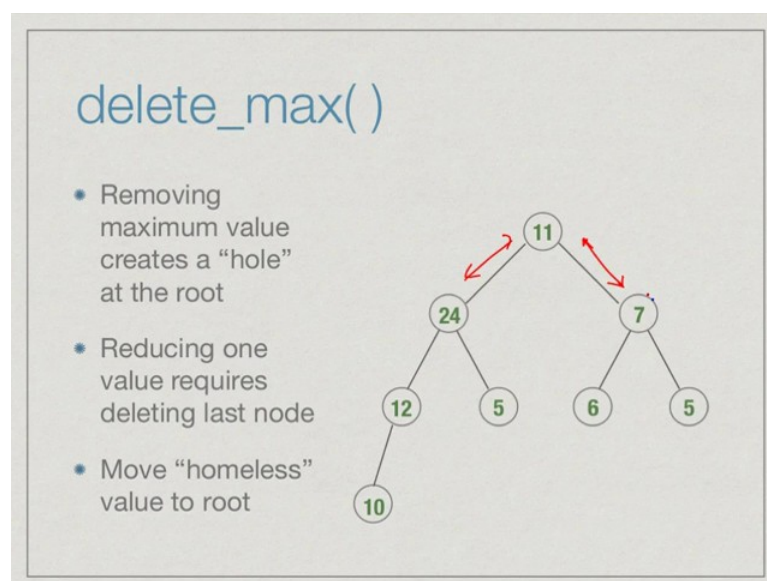 delete_max( )
• Removing
maximum value
creates a “hole”
at the root
• Reducing one
value requires
deleting last node
• Move “homeless”
value to root
11
24
7
12
5
6
5
10